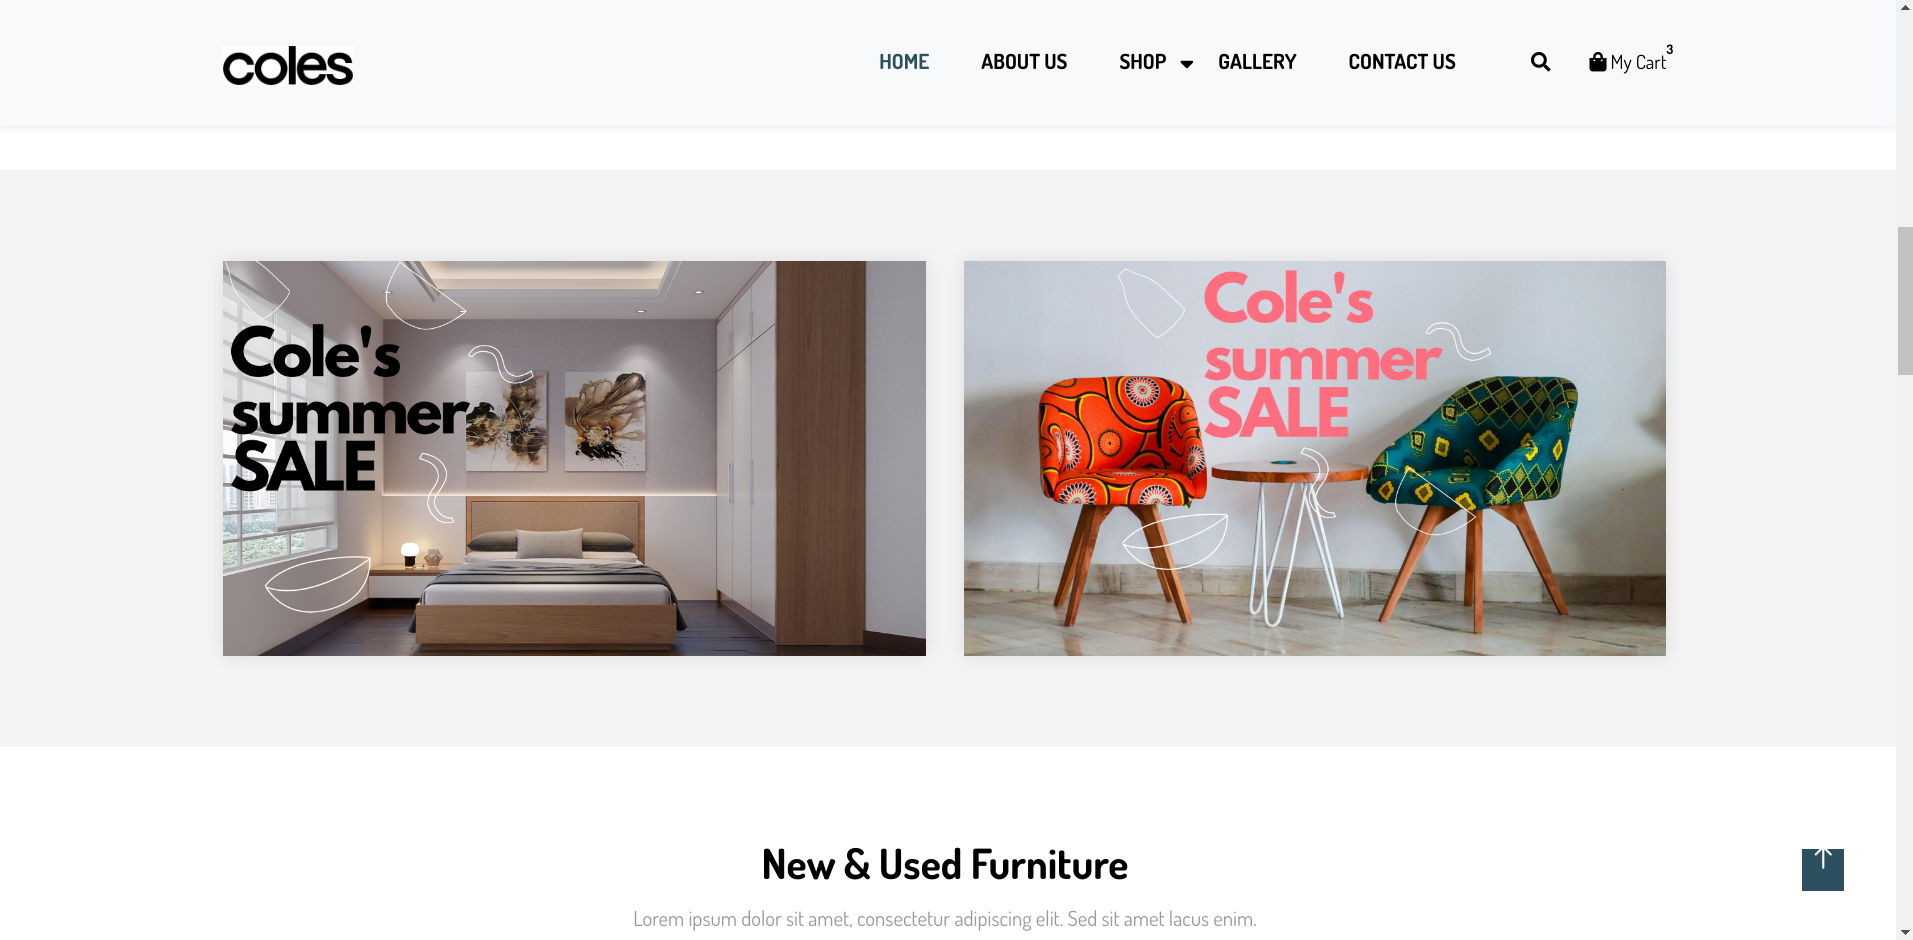 coles
HOME
ABOUT US
SHOP
GALLERY
CONTACT US
My Cart
3
Cole's
summer
SALE
Cole's
summer
SALE
New & Used Furniture
Lorem ipsum dolor sit amet, consectetur adipiscing elit. Sed sit amet lacus enim.